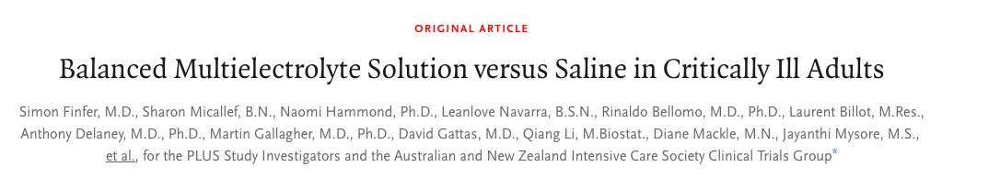 ORIGINAL ARTICLE
Balanced Multielectrolyte Solution versus Saline in Critically Ill Adults
Simon Finfer, M.D., Sharon Micallef, B.N., Naomi Hammond, Ph.D., Leanlove Navarra, B.S.N., Rinaldo Bellomo, M.D., Ph.D., Laurent Billot, M.Res.,
Anthony Delaney, M.D., Ph.D., Martin Gallagher, M.D., Ph.D., David Gattas, M.D., Qiang Li, M.Biostat., Diane Mackle, M.N., Jayanthi Mysore, M.S.,
et al., for the PLUS Study Investigators and the Australian and New Zealand Intensive Care Society Clinical Trials Group*